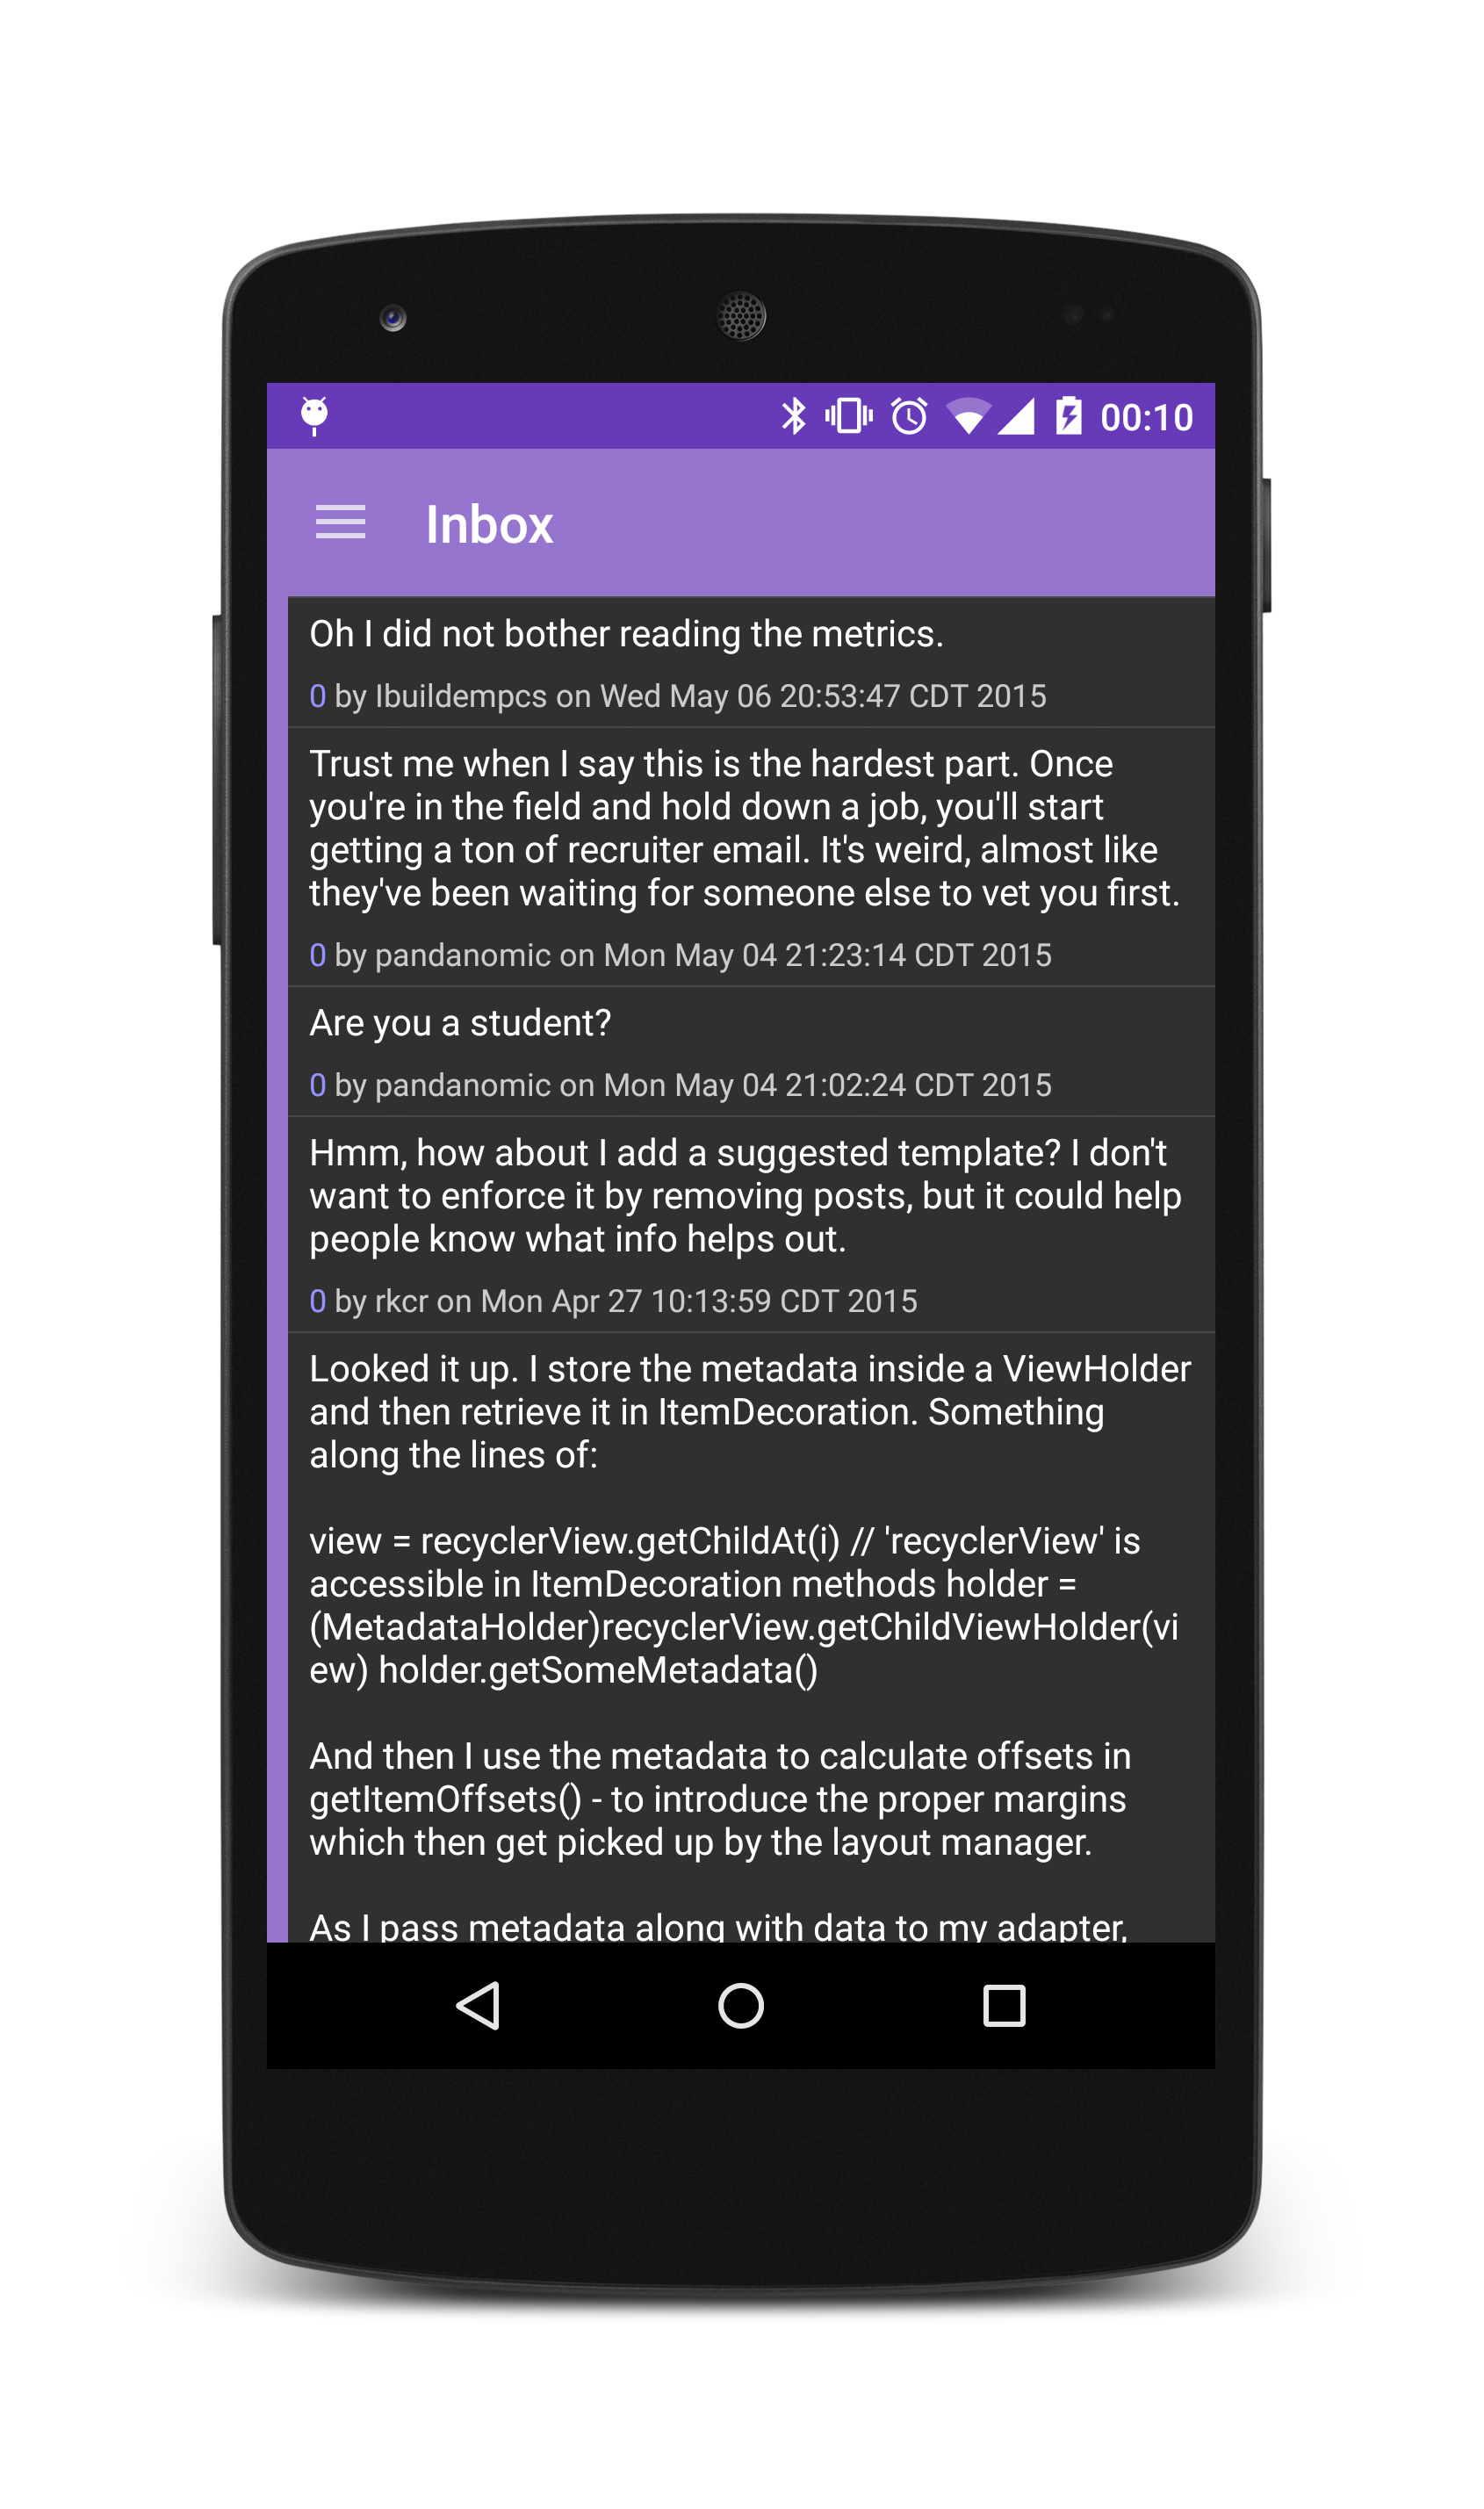 00:10
Inbox
Oh I did not bother reading the metrics.
0 by Ibuildempcs on Wed May 06 20:53:47 CDT 2015
Trust me when I say this is the hardest part. Once
you're in the field and hold down a job, you'll start
getting a ton of recruiter email. It's weird, almost like
they've been waiting for someone else to vet you first.
0 by pandanomic on Mon May 04 21:23:14 CDT 2015
Are you a student?
0 by pandanomic on Mon May 04 21:02:24 CDT 2015
Hmm, how about I add a suggested template? I don't
want to enforce it by removing posts, but it could help
people know what info helps out.
0 by rkcr on Mon Apr 27 10:13:59 CDT 2015
Looked it up. I store the metadata inside a ViewHolder
and then retrieve it in ItemDecoration. Something
along the lines of:
view = recyclerView.getChildAt(i) // 'recyclerView' is
accessible in ItemDecoration methods holder =
(MetadataHolder)recyclerView.getChildViewHolder(vi
ew) holder.getSomeMetadata()
And then I use the metadata to calculate offsets in
getItemOffsets() - to introduce the proper margins
which then get picked up by the layout manager.
As I pass metadata along with data to my adapter,